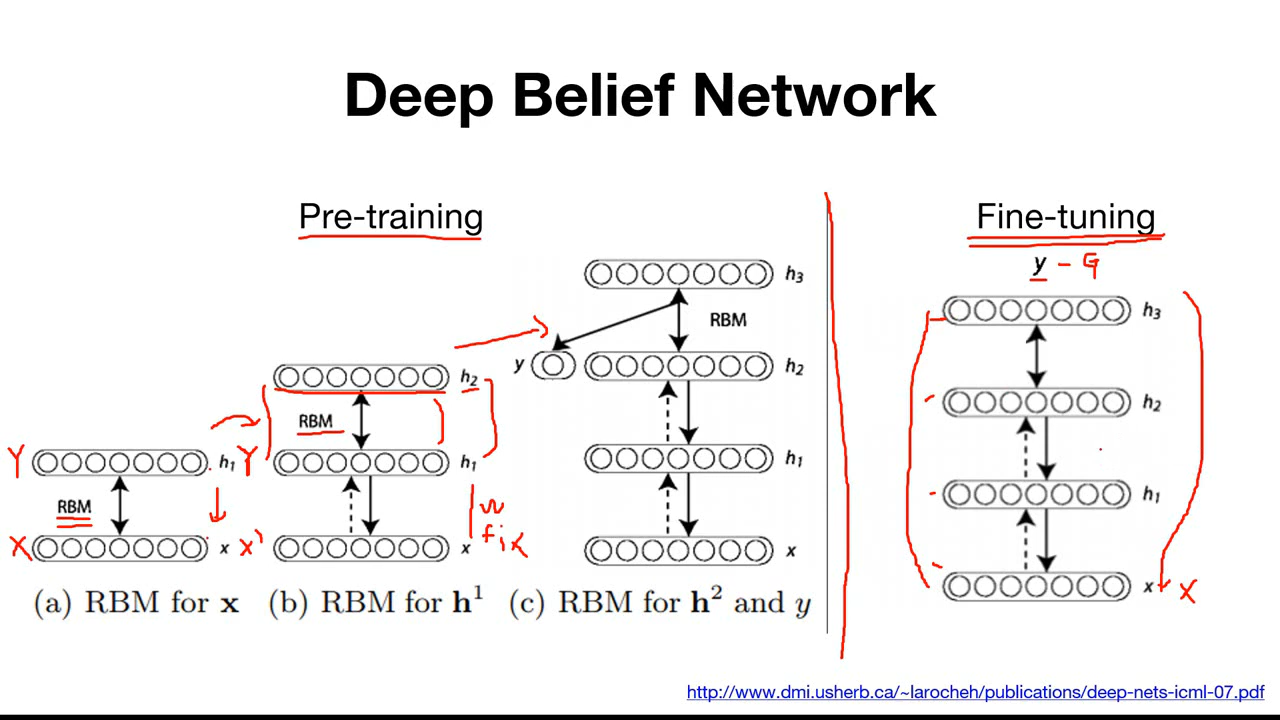 Deep Belief Network
Pre-training
Fine-tuning
y - 9
h3
RBM
y
h2
h2
RBM
h1
Y
h1
Y
RBM
X
x
x'
x
w
fix
h1
x
h3
h2
h1
x
X
(a) RBM for x
(b) RBM for h¹
(c) RBM for h² and y
http://www.dmi.usherb.ca/~larocheh/publications/deep-nets-icml-07.pdf